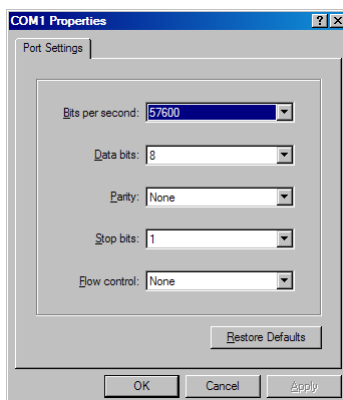 COM1 Properties
Port Settings
Bits per second: 57600
Data bits: 8
Parity: None
Stop bits: 1
Flow control: None
Restore Defaults
OK Cancel Apply